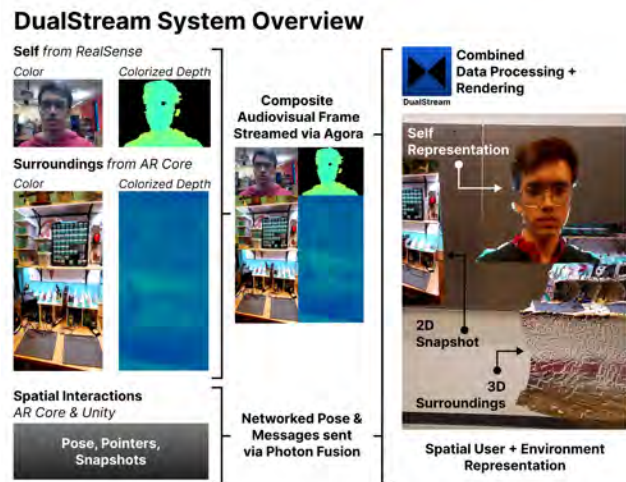 DualStream System Overview
Self from RealSense
Color
Colorized Depth
Surroundings from AR Core
Color
Colorized Depth
Spatial Interactions
AR Core & Unity
Pose, Pointers,
Snapshots
Composite
Audiovisual Frame
Streamed via Agora
Networked Pose &
Messages sent
via Photon Fusion
DualStream
Combined
Data Processing +
Rendering
Self
Representation
2D
Snapshot
3D
Surroundings
Spatial User + Environment
Representation